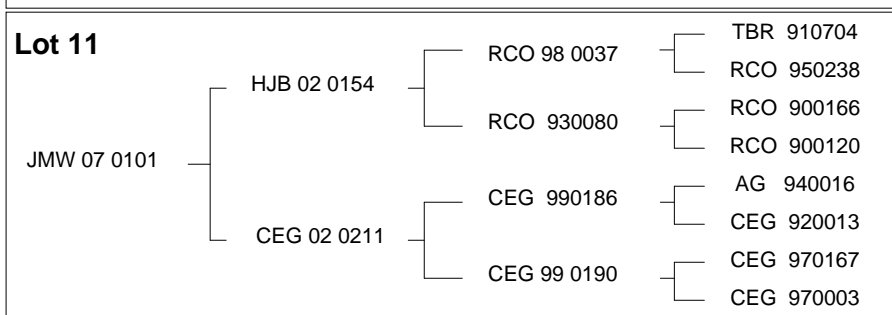 Lot 11
TBR 910704
RCO 98 0037
RCO 950238
HJB 02 0154
RCO 900166
RCO 930080
RCO 900120
JMW 07 0101
AG 940016
CEG 990186
CEG 920013
CEG 02 0211
CEG 970167
CEG 99 0190
CEG 970003